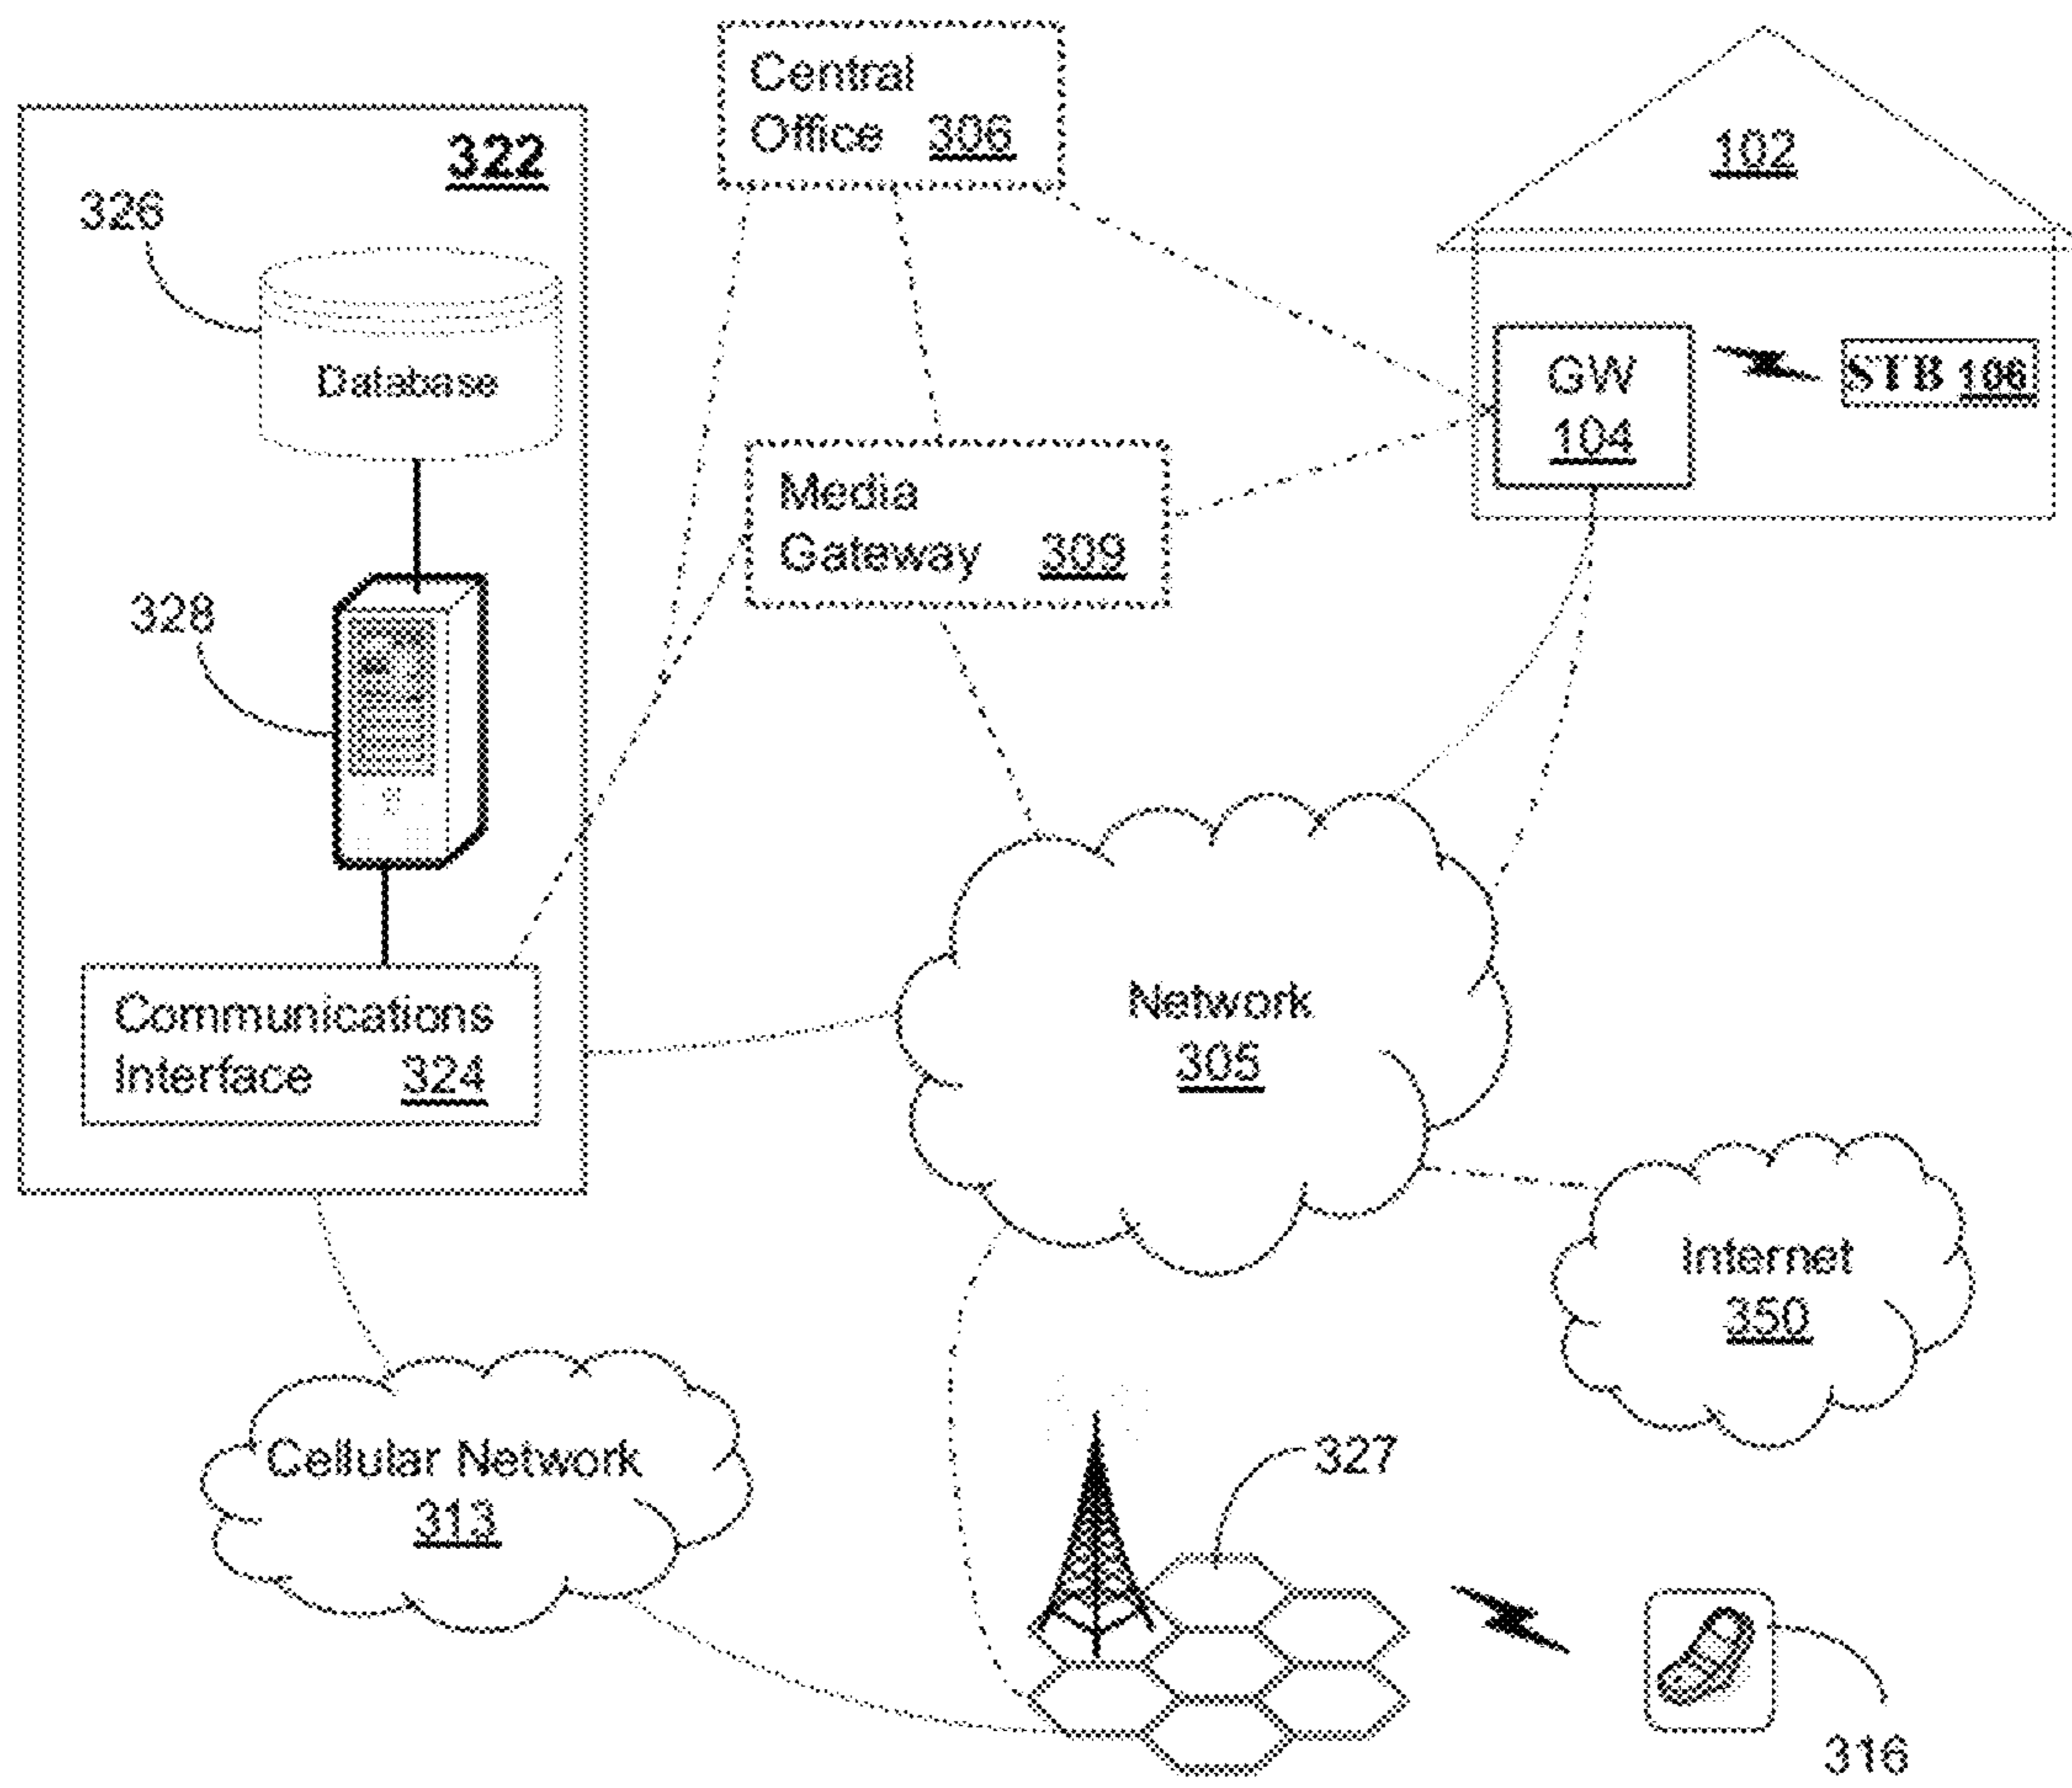 Central
Office 306
102
322
326
Database
GW
104
STB 106
Media
Gateway 309
328
Communications
Interface 324
Network
305
Internet
350
Cellular Network
313
327
316